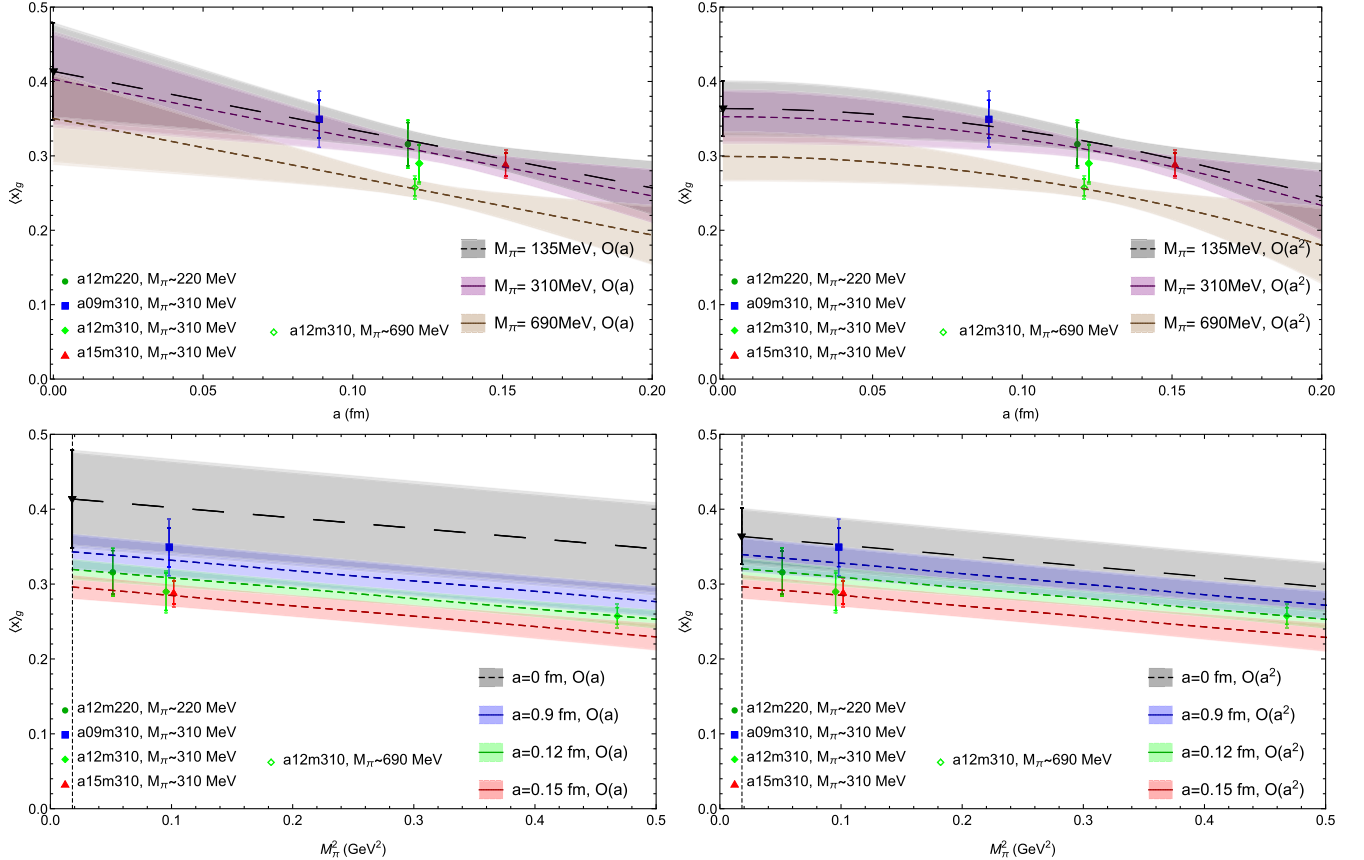 0.5
0.4
0.3
0.2
0.1
0.0
⟨x⟩g
0.00 0.05 0.10 0.15 0.20
a (fm)
a12m220, Mπ~220 MeV
a09m310, Mπ~310 MeV
a12m310, Mπ~310 MeV
a15m310, Mπ~310 MeV
a12m310, Mπ~690 MeV
Mπ= 135MeV, O(a)
Mπ= 310MeV, O(a)
Mπ= 690MeV, O(a)
0.5
0.4
0.3
0.2
0.1
0.0
⟨x⟩g
0.00 0.05 0.10 0.15 0.20
a (fm)
a12m220, Mπ~220 MeV
a09m310, Mπ~310 MeV
a12m310, Mπ~310 MeV
a15m310, Mπ~310 MeV
a12m310, Mπ~690 MeV
Mπ= 135MeV, O(a²)
Mπ= 310MeV, O(a²)
Mπ= 690MeV, O(a²)
0.5
0.4
0.3
0.2
0.1
0.0
⟨x⟩g
0.0 0.1 0.2 0.3 0.4 0.5
Mπ² (GeV²)
a12m220, Mπ~220 MeV
a09m310, Mπ~310 MeV
a12m310, Mπ~310 MeV
a15m310, Mπ~310 MeV
a12m310, Mπ~690 MeV
a=0 fm, O(a)
a=0.9 fm, O(a)
a=0.12 fm, O(a)
a=0.15 fm, O(a)
0.5
0.4
0.3
0.2
0.1
0.0
⟨x⟩g
0.0 0.1 0.2 0.3 0.4 0.5
Mπ² (GeV²)
a12m220, Mπ~220 MeV
a09m310, Mπ~310 MeV
a12m310, Mπ~310 MeV
a15m310, Mπ~310 MeV
a12m310, Mπ~690 MeV
a=0 fm, O(a²)
a=0.9 fm, O(a²)
a=0.12 fm, O(a²)
a=0.15 fm, O(a²)